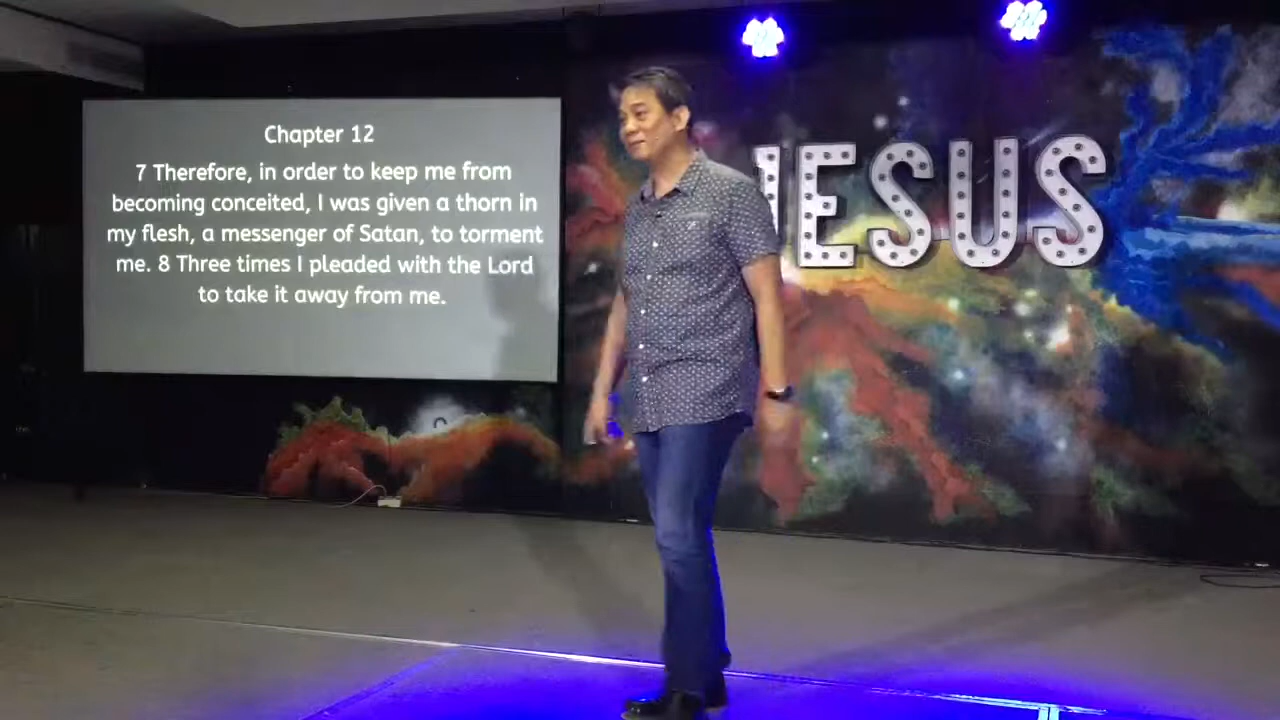 Chapter 12
7 Therefore, in order to keep me from
becoming conceited, I was given a thorn in
my flesh, a messenger of Satan, to torment
me. 8 Three times I pleaded with the Lord
to take it away from me.
JESUS